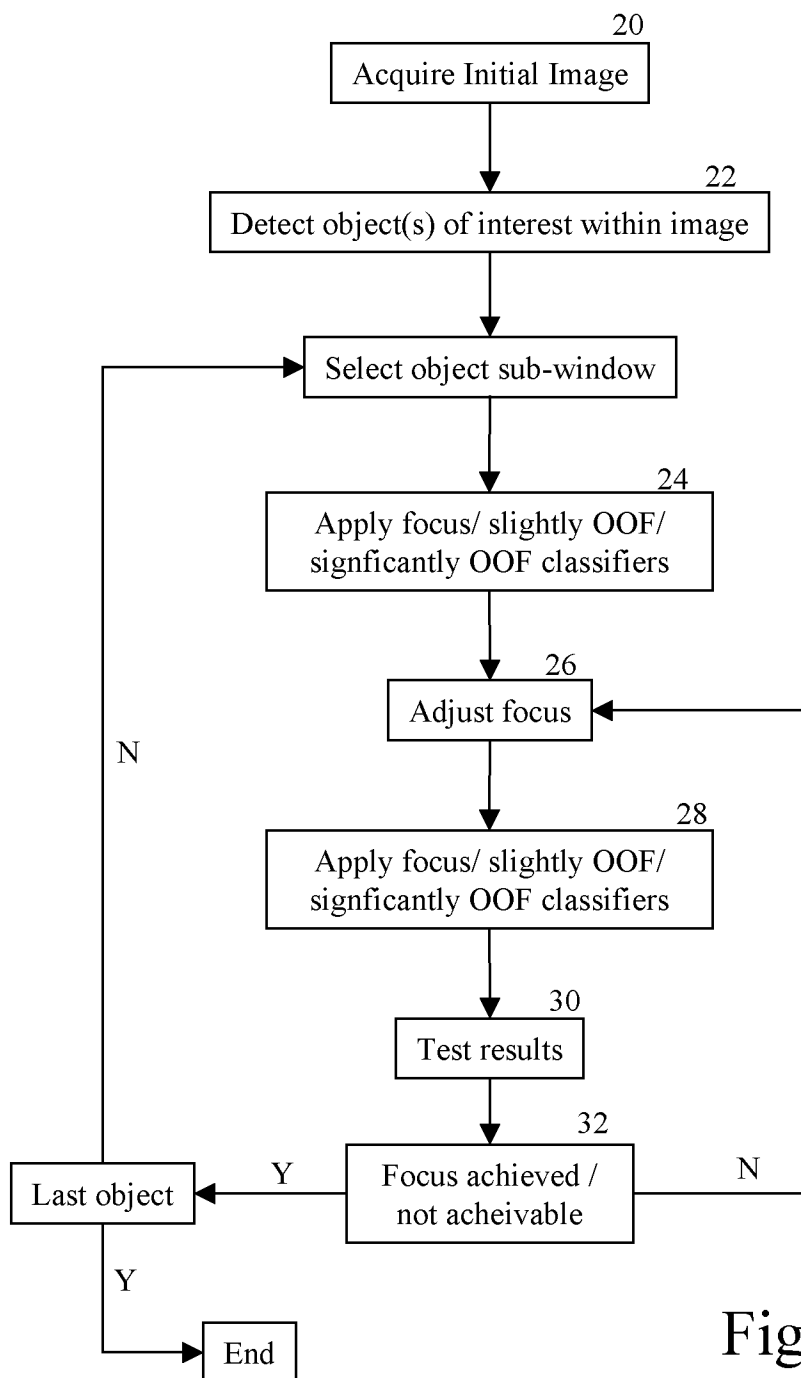 20
Acquire Initial Image
22
Detect object(s) of interest within image
Select object sub-window
24
Apply focus/ slightly OOF/
signficantly OOF classifiers
26
Adjust focus
N
28
Apply focus/ slightly OOF/
signficantly OOF classifiers
30
Test results
32
Last object
Y
Focus achieved /
not acheivable
N
Y
End
Fig